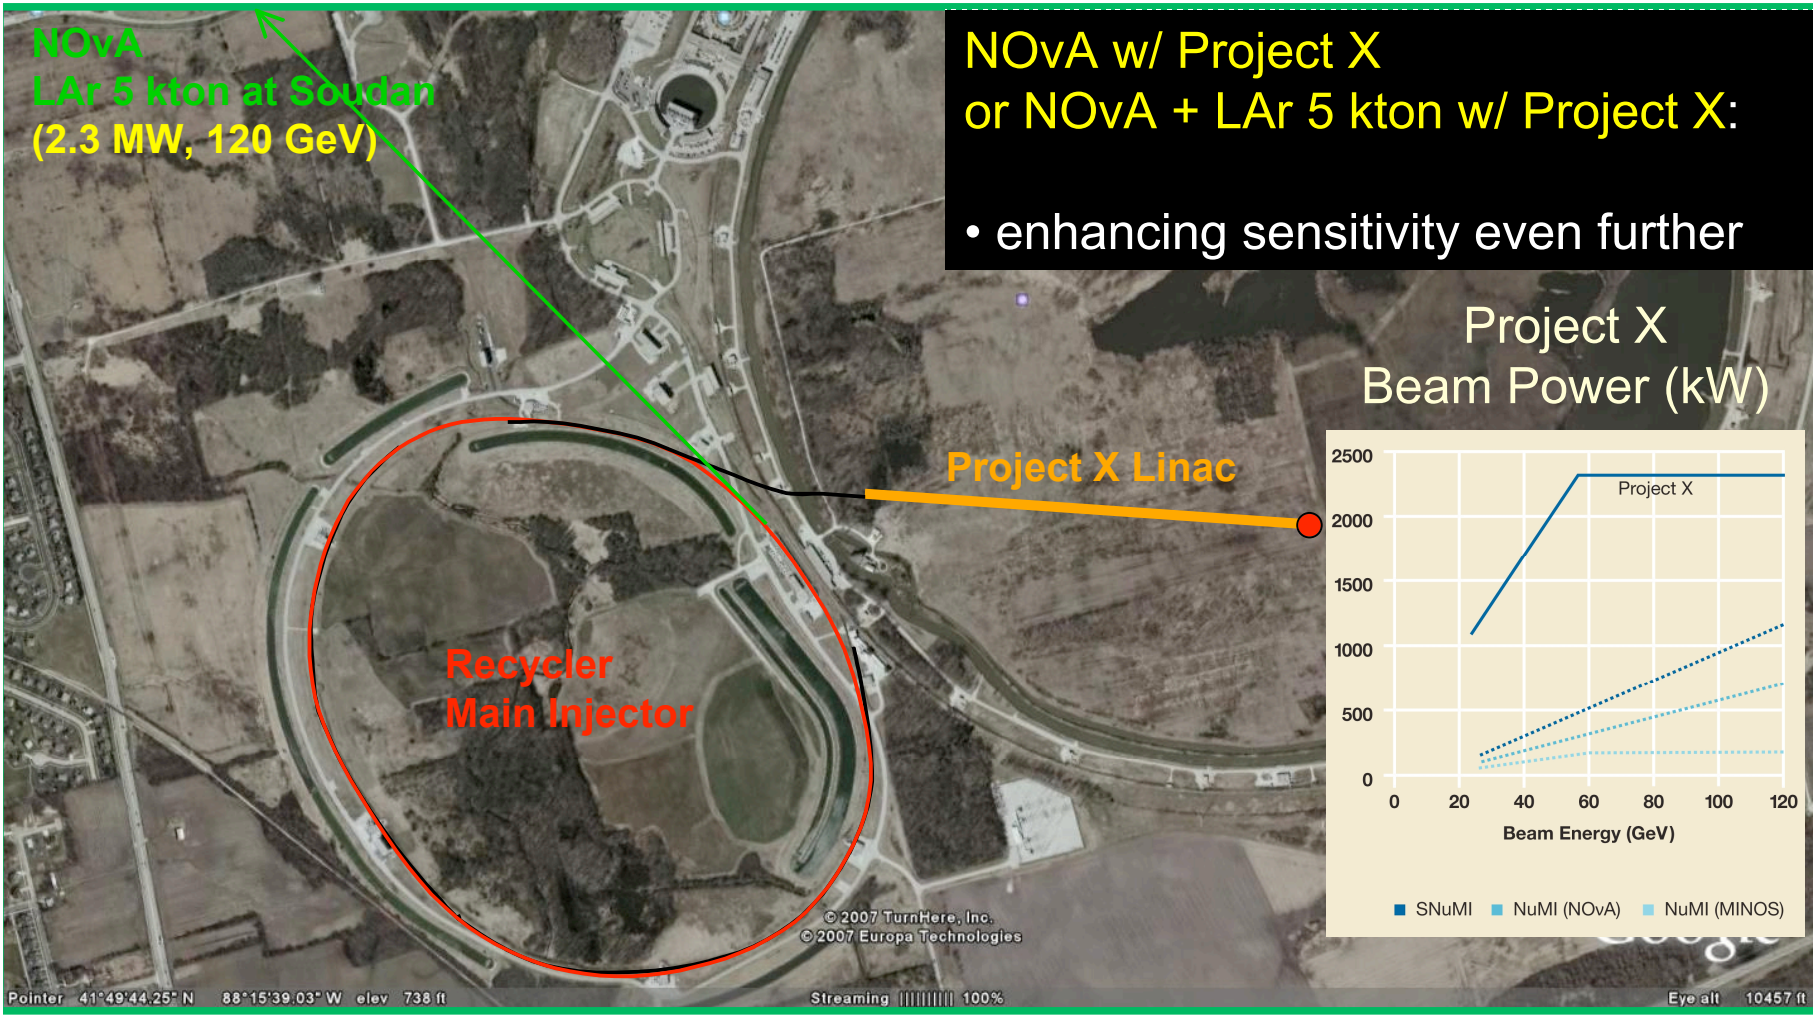 NOvA
LAr 5 kton at Soudan
(2.3 MW, 120 GeV)
NOvA w/ Project X
or NOvA + LAr 5 kton w/ Project X:
• enhancing sensitivity even further
Project X
Beam Power (kW)
Project X Linac
Recycler
Main Injector
2500
2000
1500
1000
500
0
Project X
0 20 40 60 80 100 120
Beam Energy (GeV)
SNuMI NuMI (NOvA) NuMI (MINOS)
© 2007 TurnHere, Inc.
© 2007 Europa Technologies
Google
Pointer 41°49'44.25" N 88°15'39.03" W elev 738 ft
Streaming |||||||||| 100%
Eye alt 10457 ft